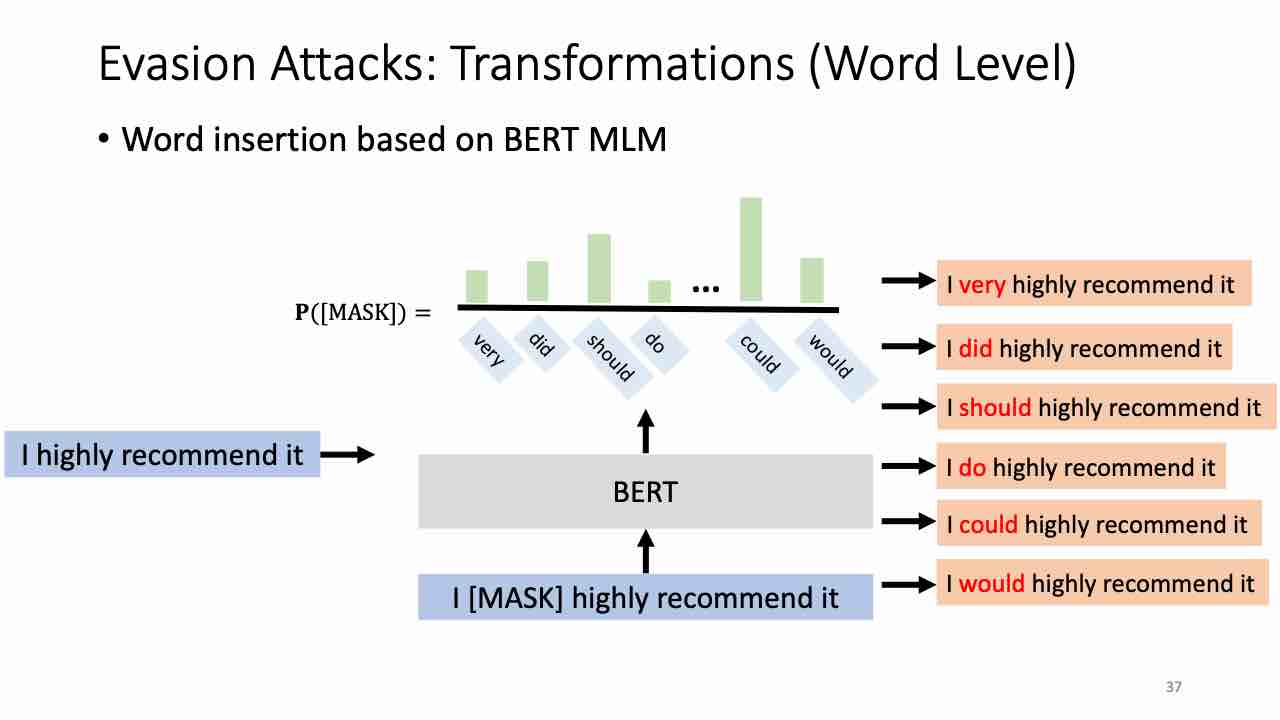 Evasion Attacks: Transformations (Word Level)
• Word insertion based on BERT MLM
P([MASK]) =
...
very
did
should
do
could
would
I highly recommend it
BERT
I [MASK] highly recommend it
I very highly recommend it
I did highly recommend it
I should highly recommend it
I do highly recommend it
I could highly recommend it
I would highly recommend it
37